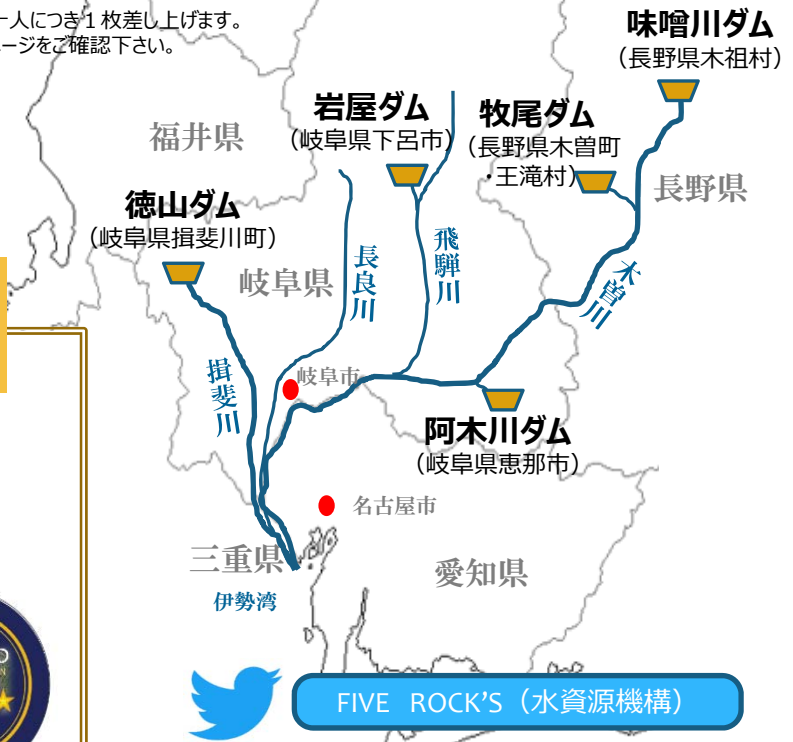 一人につき１枚差し上げます。
ページをご確認下さい。
味噌川ダム
（長野県木祖村）
岩屋ダム
（岐阜県下呂市）
牧尾ダム
（長野県木曽町
・王滝村）
福井県
長野県
徳山ダム
（岐阜県揖斐川町）
飛騨川
長良川
岐阜県
木曽川
揖斐川
岐阜市
阿木川ダム
（岐阜県恵那市）
名古屋市
三重県
愛知県
伊勢湾
FIVE ROCK'S（水資源機構）